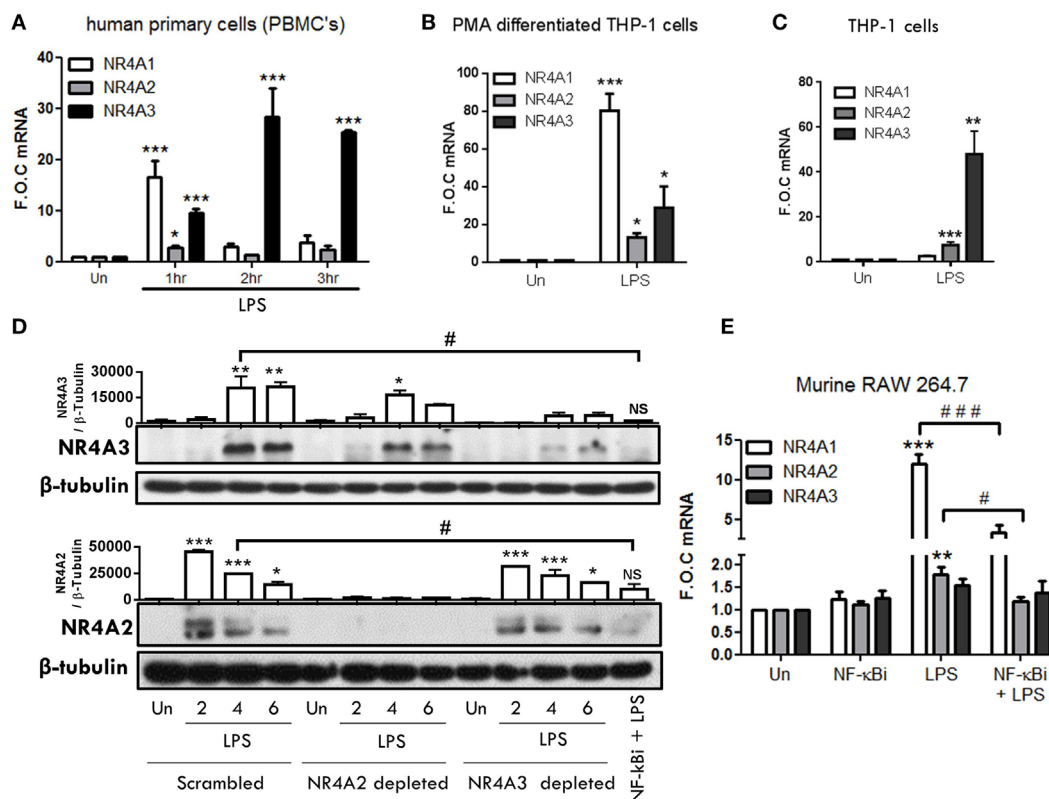 A
human primary cells (PBMC's)
NR4A1
NR4A2
NR4A3
F.O.C mRNA
40
30
20
10
0
***
*
***
***
***
Un
1hr
2hr
3hr
LPS
B
PMA differentiated THP-1 cells
NR4A1
NR4A2
NR4A3
F.O.C mRNA
100
80
60
40
20
0
***
*
*
Un
LPS
C
THP-1 cells
NR4A1
NR4A2
NR4A3
F.O.C mRNA
80
60
40
20
0
***
**
Un
LPS
D
#
NR4A3
/ β-Tubulin
30000
15000
0
**
**
*
NS
NR4A3
β-tubulin
#
NR4A2
/ β-Tubulin
50000
25000
0
***
***
*
***
***
*
NS
NR4A2
β-tubulin
Un 2 4 6 Un 2 4 6 Un 2 4 6
LPS LPS LPS
Scrambled NR4A2 depleted NR4A3 depleted
NF-kBi + LPS
E
Murine RAW 264.7
NR4A1
NR4A2
NR4A3
F.O.C mRNA
15
10
5
2.0
1.5
1.0
0.5
0.0
***
**
###
#
Un
NF-κBi
LPS
NF-κBi
+ LPS